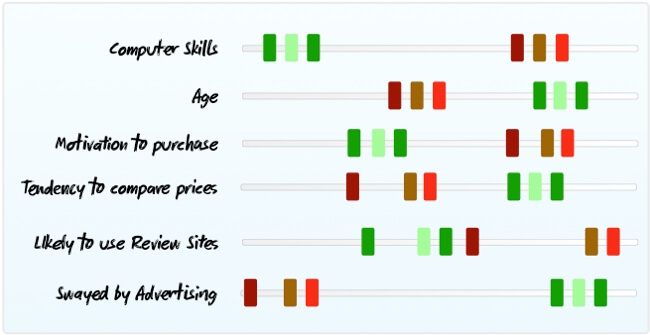 Computer Skills
Age
Motivation to purchase
Tendency to compare prices
LIkely to use Review Sites
Swayed by Advertising